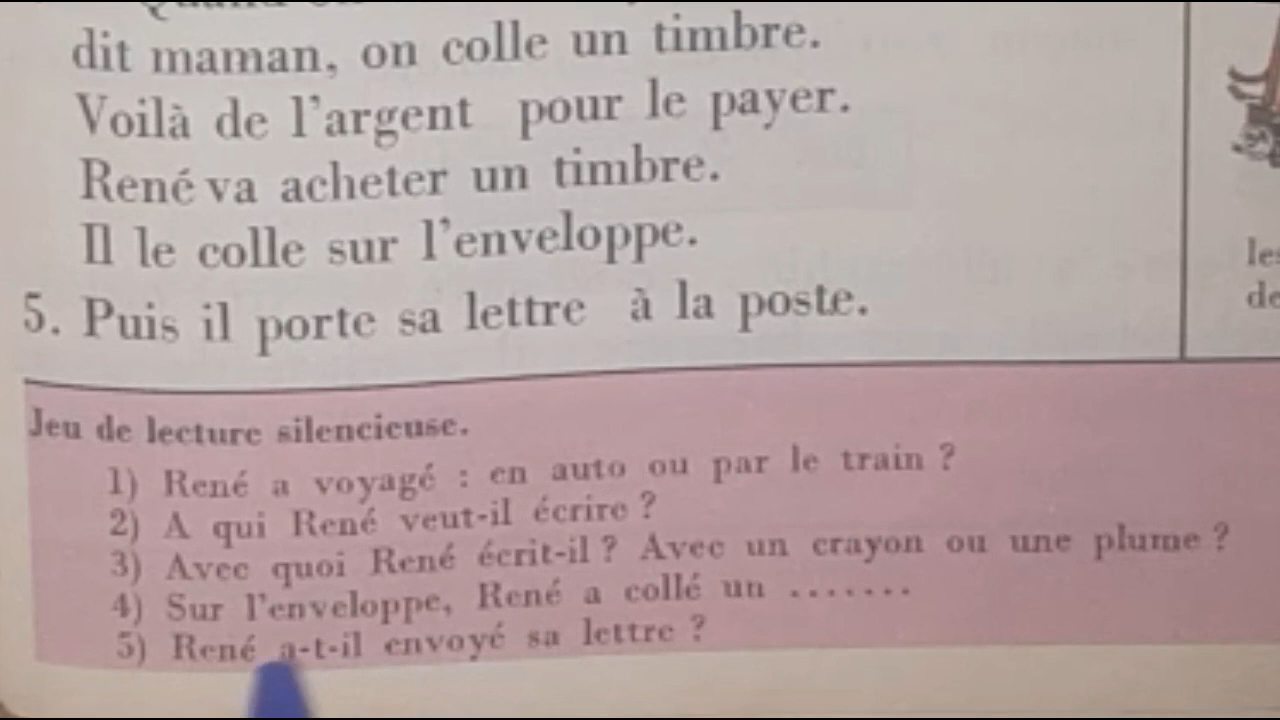 dit maman, on colle un timbre.
Voilà de l'argent pour le payer.
René va acheter un timbre.
Il le colle sur l'enveloppe.
5. Puis il porte sa lettre à la poste.
Jeu de lecture silencieuse.
1) René a voyagé : en auto ou par le train ?
2) A qui René veut-il écrire ?
3) Avec quoi René écrit-il ? Avec un crayon ou une plume ?
4) Sur l'enveloppe, René a collé un .......
5) René a-t-il envoyé sa lettre ?